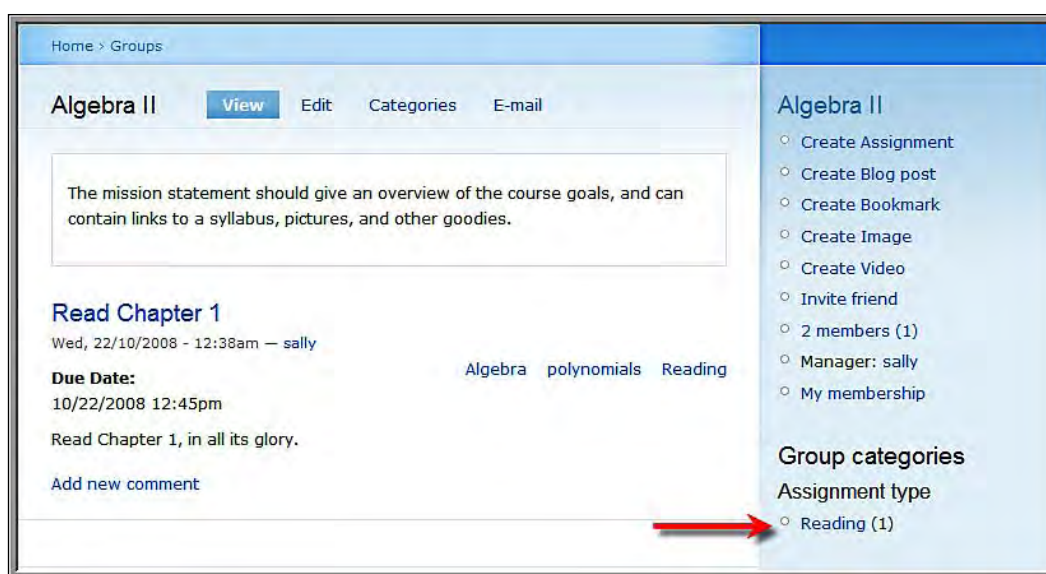 Home > Groups
Algebra II View Edit Categories E-mail
The mission statement should give an overview of the course goals, and can
contain links to a syllabus, pictures, and other goodies.
Read Chapter 1
Wed, 22/10/2008 - 12:38am — sally
Algebra polynomials Reading
Due Date:
10/22/2008 12:45pm
Read Chapter 1, in all its glory.
Add new comment
Algebra II
Create Assignment
Create Blog post
Create Bookmark
Create Image
Create Video
Invite friend
2 members (1)
Manager: sally
My membership
Group categories
Assignment type
Reading (1)